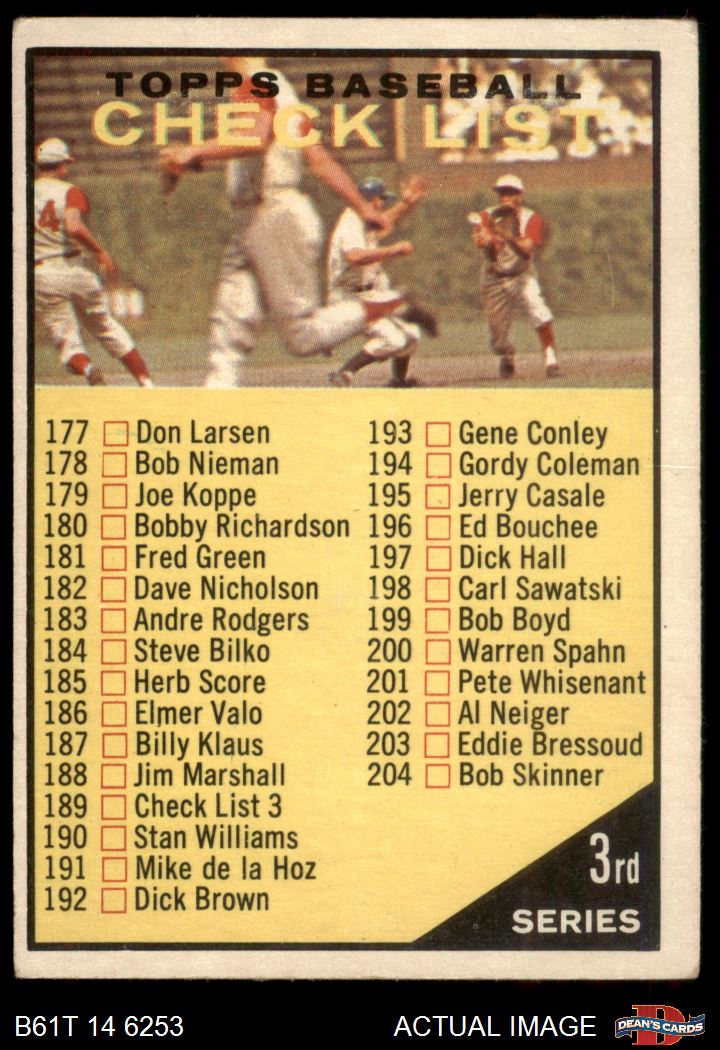 TOPPS BASEBALL
CHECK LIST
4
177 Don Larsen
178 Bob Nieman
179 Joe Koppe
180 Bobby Richardson
181 Fred Green
182 Dave Nicholson
183 Andre Rodgers
184 Steve Bilko
185 Herb Score
186 Elmer Valo
187 Billy Klaus
188 Jim Marshall
189 Check List 3
190 Stan Williams
191 Mike de la Hoz
192 Dick Brown
193 Gene Conley
194 Gordy Coleman
195 Jerry Casale
196 Ed Bouchee
197 Dick Hall
198 Carl Sawatski
199 Bob Boyd
200 Warren Spahn
201 Pete Whisenant
202 Al Neiger
203 Eddie Bressoud
204 Bob Skinner
3rd
SERIES
B61T 14 6253
ACTUAL IMAGE
D
DEAN'S CARDS